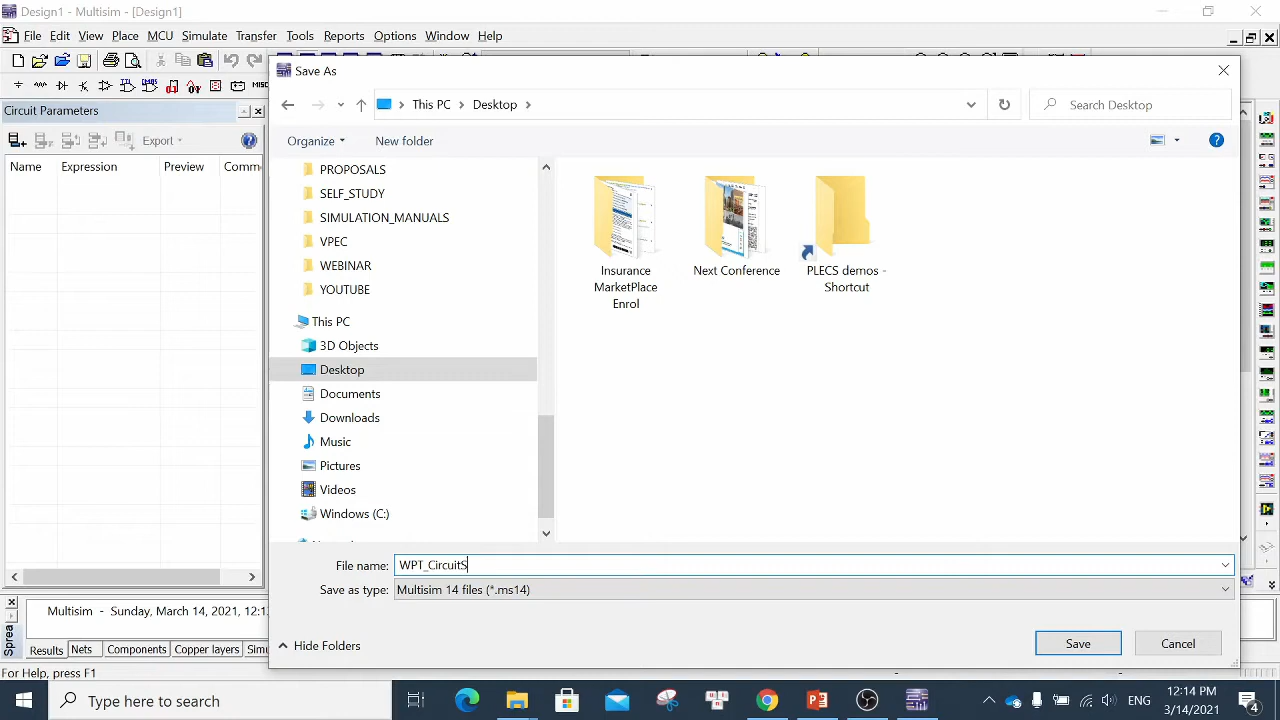 Design1 - Multisim - [Design1]
File Edit View Place MCU Simulate Transfer Tools Reports Options Window Help
Save As
Circuit Parameters
This PC > Desktop >
Search Desktop
Export
Organize
New folder
Name Expression Preview Comm
PROPOSALS
SELF_STUDY
SIMULATION_MANUALS
VPEC
WEBINAR
YOUTUBE
This PC
3D Objects
Desktop
Documents
Downloads
Music
Pictures
Videos
Windows (C:)
Insurance
MarketPlace
Enrol
Next Conference
PLECS demos -
Shortcut
File name: WPT_CircuitS
Save as type: Multisim 14 files (*.ms14)
Hide Folders
Save
Cancel
Multisim - Sunday, March 14, 2021, 12:1
Sprea
Results Nets Components Copper layers Simu
For Help, press F1
Type here to search
ENG
12:14 PM
3/14/2021
4